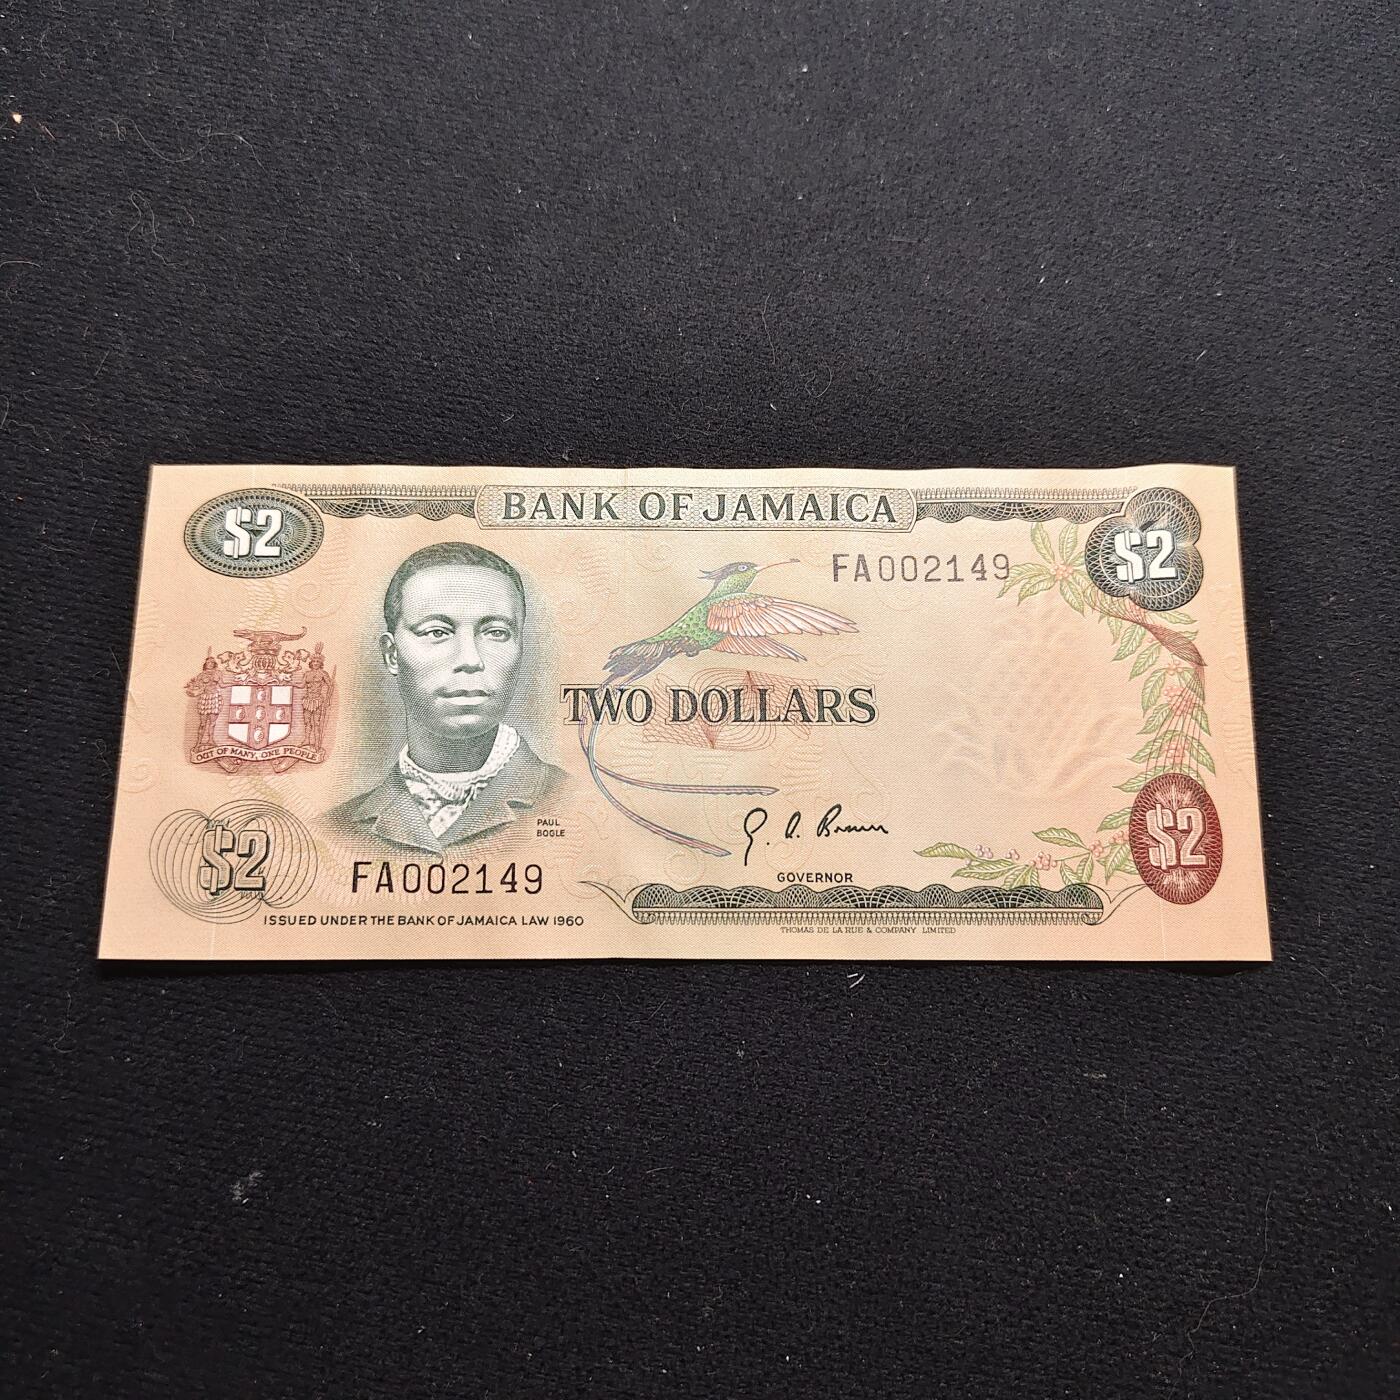 BANK OF JAMAICA
$2
$2
FA002149
TWO DOLLARS
OUT OF MANY, ONE PEOPLE
PAUL
BOGLE
$2
$2
G. A. Brown
GOVERNOR
FA002149
ISSUED UNDER THE BANK OF JAMAICA LAW 1960
THOMAS DE LA RUE & COMPANY LIMITED